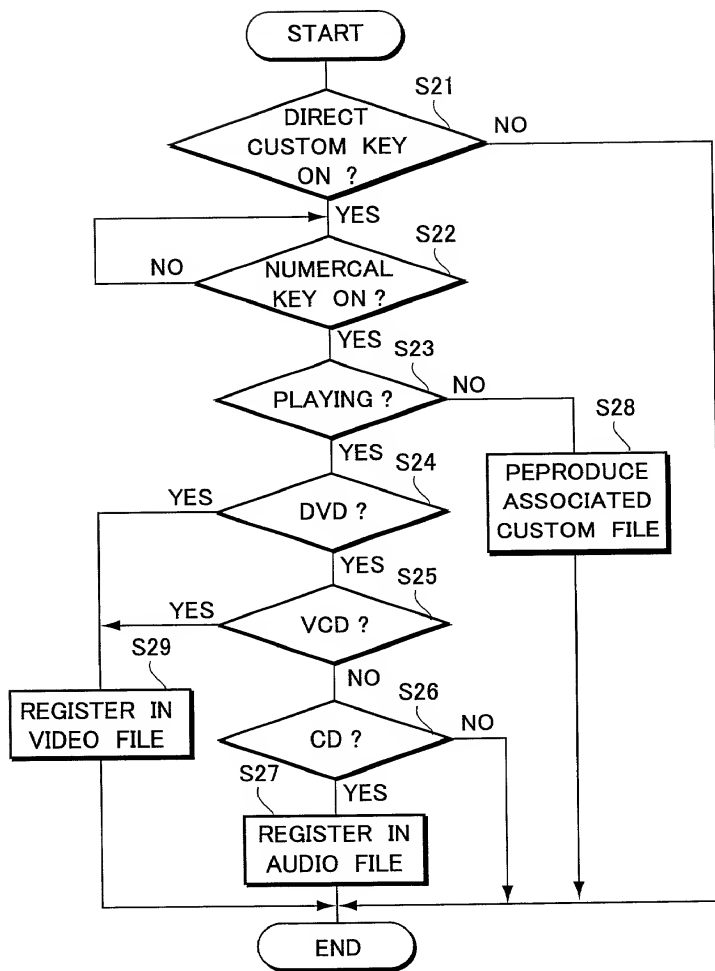 START
S21
DIRECT
CUSTOM KEY
ON ?
NO
YES
S22
NO
NUMERCAL
KEY ON ?
YES
S23
PLAYING ?
NO
S28
YES
PEPRODUCE
ASSOCIATED
CUSTOM FILE
S24
YES
DVD ?
YES
S25
YES
VCD ?
S29
NO
REGISTER IN
VIDEO FILE
S26
CD ?
NO
S27
YES
REGISTER IN
AUDIO FILE
END